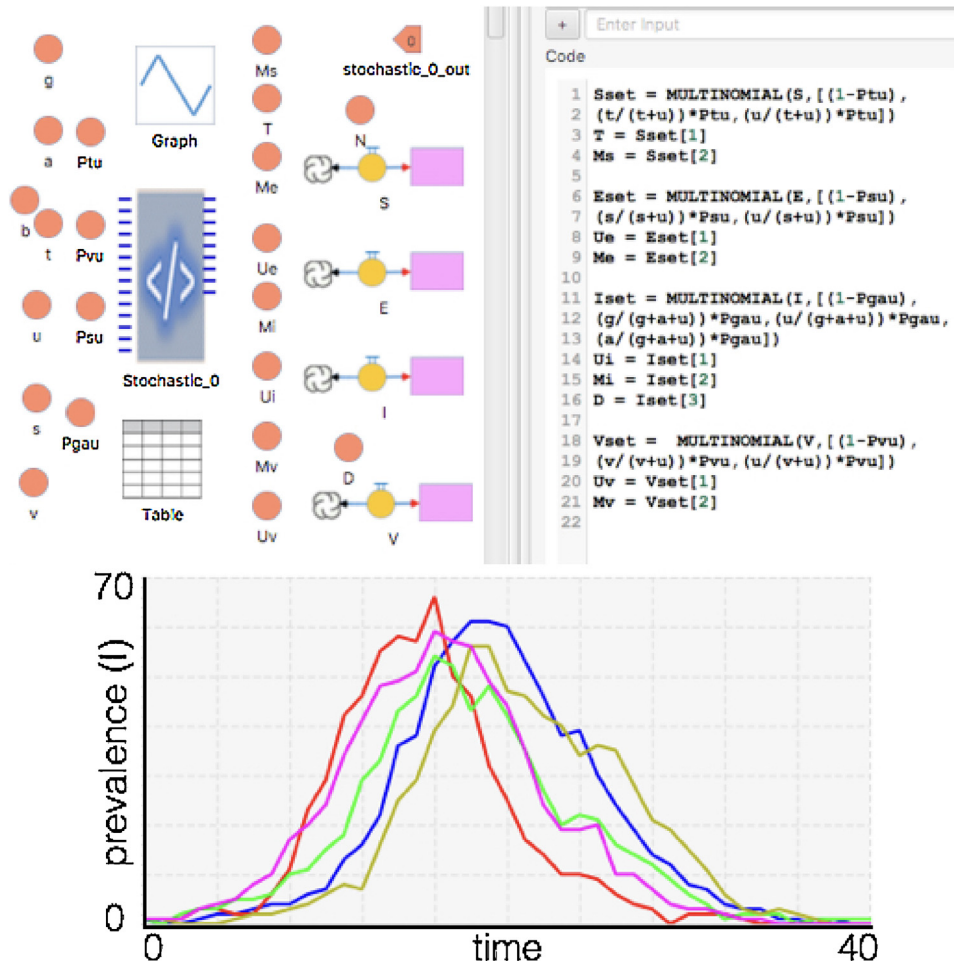 g
a
Ptu
b
t
Pvu
u
Psu
s
Pgau
v
Graph
Stochastic_0
Table
Ms
T
Me
Ue
Mi
Ui
Mv
Uv
0
stochastic_0_out
N
S
E
I
D
V
+
Enter Input
Code
1 Sset = MULTINOMIAL(S,[(1-Ptu),
2 (t/(t+u))*Ptu,(u/(t+u))*Ptu])
3 T = Sset[1]
4 Ms = Sset[2]
5
6 Eset = MULTINOMIAL(E,[(1-Psu),
7 (s/(s+u))*Psu,(u/(s+u))*Psu])
8 Ue = Eset[1]
9 Me = Eset[2]
10
11 Iset = MULTINOMIAL(I,[(1-Pgau),
12 (g/(g+a+u))*Pgau,(u/(g+a+u))*Pgau,
13 (a/(g+a+u))*Pgau])
14 Ui = Iset[1]
15 Mi = Iset[2]
16 D = Iset[3]
17
18 Vset =  MULTINOMIAL(V,[(1-Pvu),
19 (v/(v+u))*Pvu,(u/(v+u))*Pvu])
20 Uv = Vset[1]
21 Mv = Vset[2]
22
70
prevalence (I)
0
0
time
40